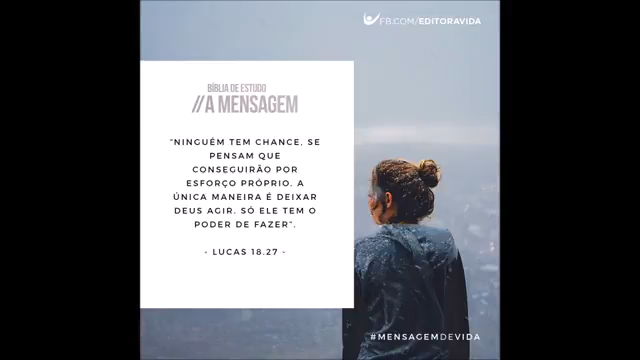 FB.COM/EDITORAVIDA
BÍBLIA DE ESTUDO
//A MENSAGEM
"NINGUÉM TEM CHANCE, SE
PENSAM QUE
CONSEGUIRÃO POR
ESFORÇO PRÓPRIO. A
ÚNICA MANEIRA É DEIXAR
DEUS AGIR. SÓ ELE TEM O
PODER DE FAZER".
- LUCAS 18.27 -
#MENSAGEMDEVIDA